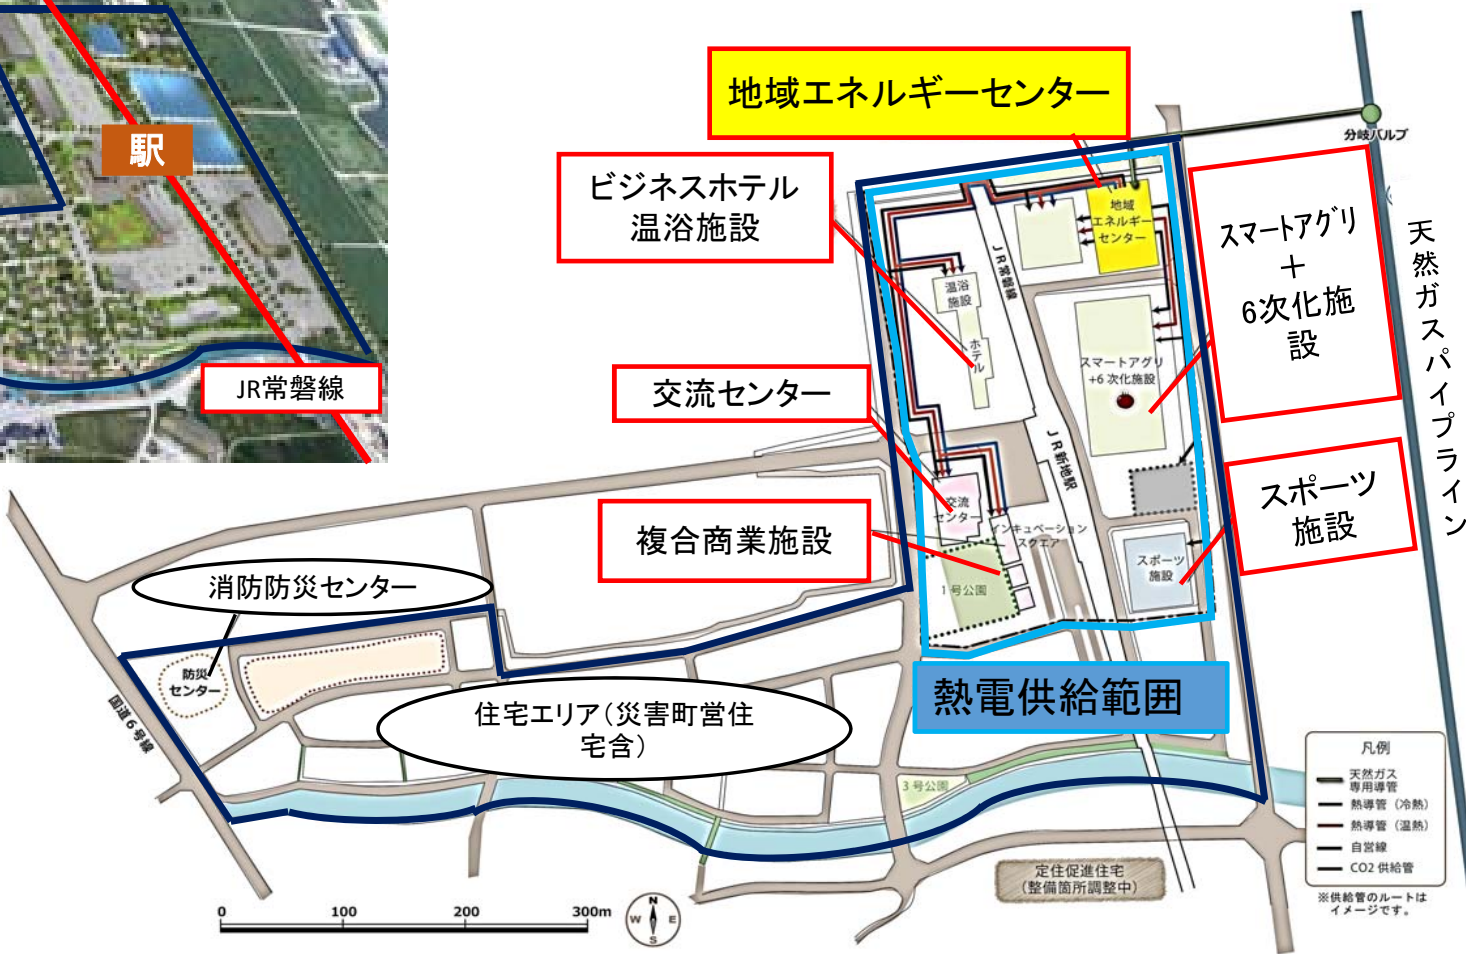 駅
JR常磐線
地域エネルギーセンター
分岐バルブ
ビジネスホテル
温浴施設
スマートアグリ
＋
6次化施
設
天然ガスパイプライン
地域
エネルギー
センター
JR常磐線
温浴
施設
ホテル
スマートアグリ
+6次化施設
交流センター
JR新地駅
スポーツ
施設
複合商業施設
交流
センター
インキュベーション
スクエア
スポーツ
施設
1号公園
消防防災センター
防災
センター
国道6号線
住宅エリア（災害町営住
宅含）
熱電供給範囲
3号公園
凡例
天然ガス
専用導管
熱導管（冷熱）
熱導管（温熱）
自営線
CO2 供給管
※供給管のルートは
イメージです。
定住促進住宅
(整備箇所調整中)
0 100 200 300m
N
W E
S